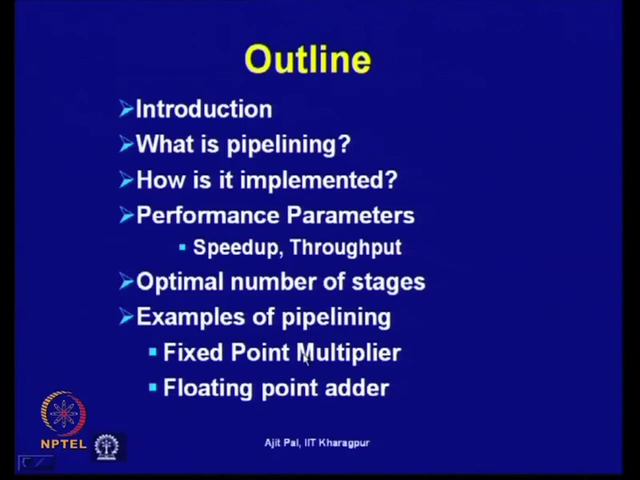 Outline
Introduction
What is pipelining?
How is it implemented?
Performance Parameters
Speedup, Throughput
Optimal number of stages
Examples of pipelining
Fixed Point Multiplier
Floating point adder
NPTEL
Ajit Pal, IIT Kharagpur